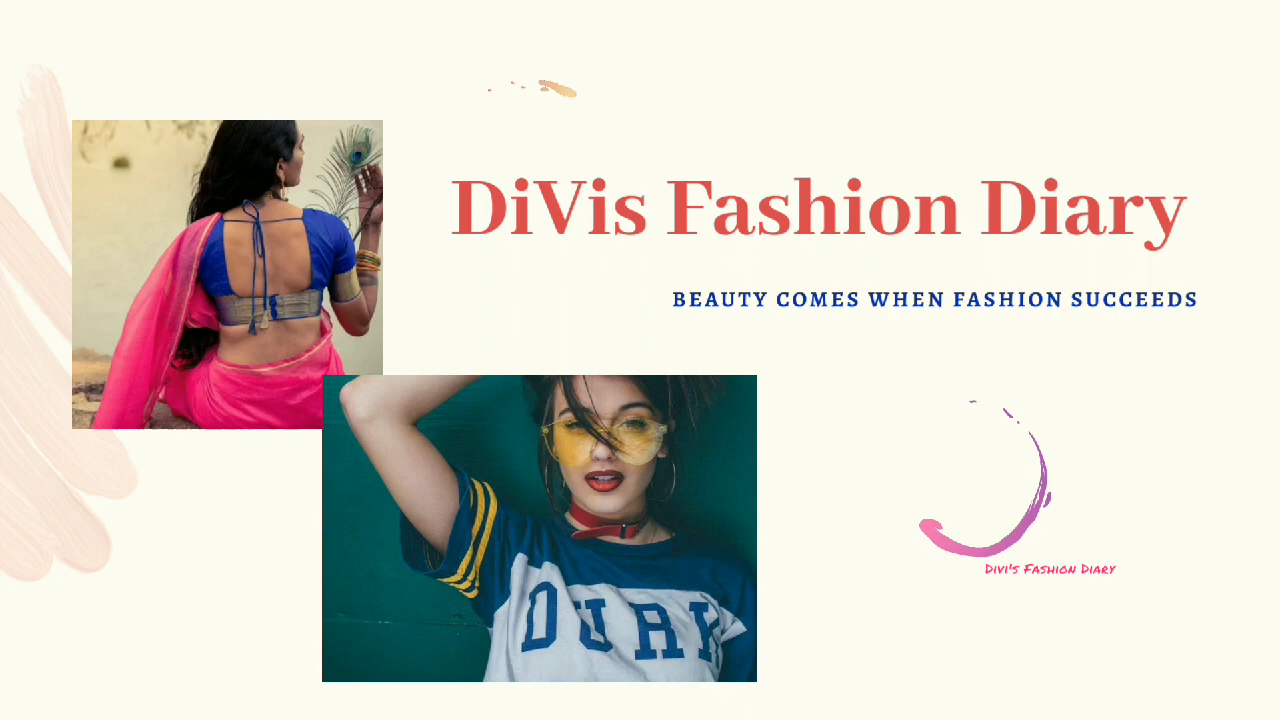 DiVis Fashion Diary
BEAUTY COMES WHEN FASHION SUCCEEDS
DIVI'S FASHION DIARY